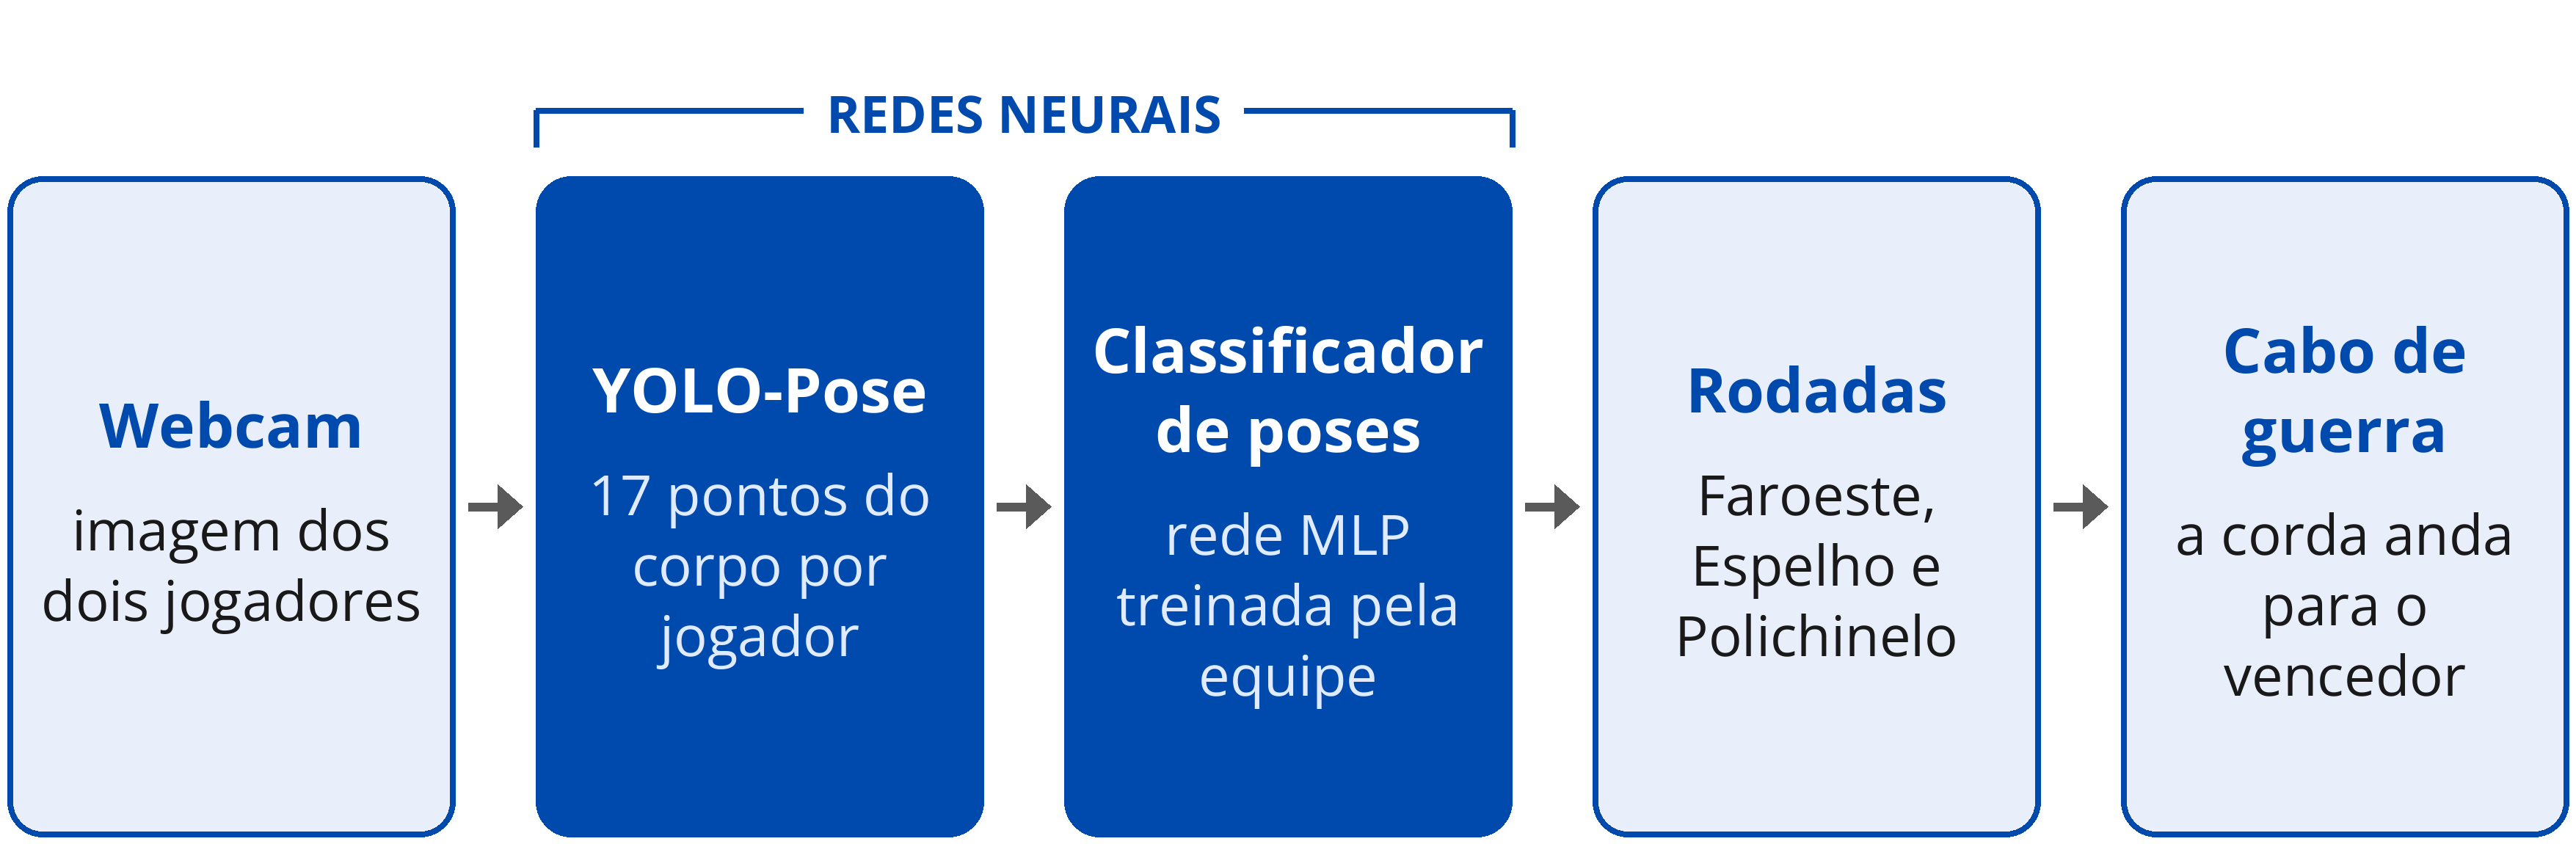 REDES NEURAIS
Webcam
imagem dos
dois jogadores
YOLO-Pose
17 pontos do
corpo por
jogador
Classificador
de poses
rede MLP
treinada pela
equipe
Rodadas
Faroeste,
Espelho e
Polichinelo
Cabo de
guerra
a corda anda
para o
vencedor